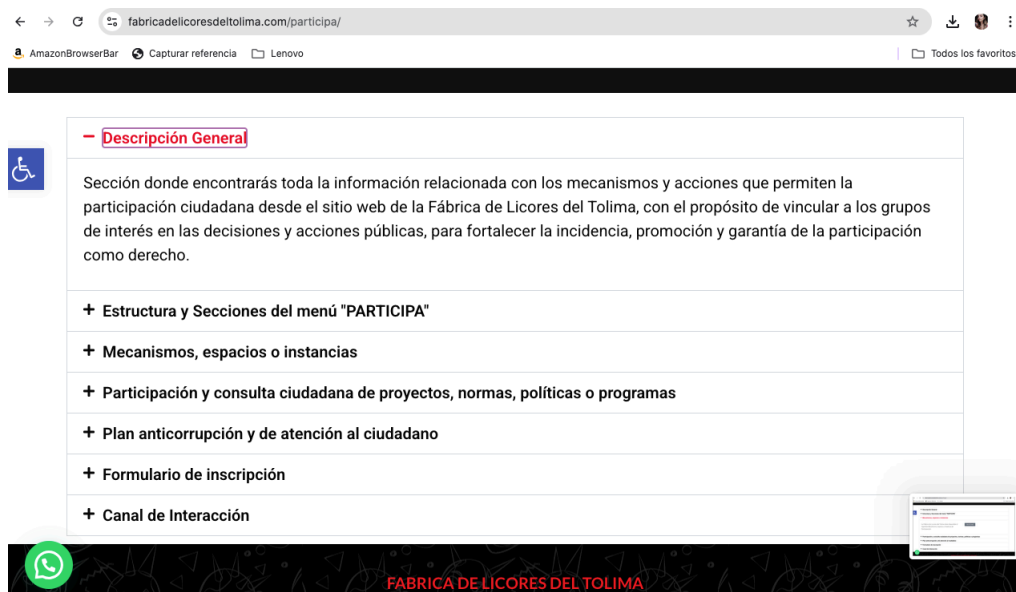 fabricadelicoresdeltolima.com/participa/
AmazonBrowserBar Capturar referencia Lenovo Todos los favoritos
− Descripción General
Sección donde encontrarás toda la información relacionada con los mecanismos y acciones que permiten la
participación ciudadana desde el sitio web de la Fábrica de Licores del Tolima, con el propósito de vincular a los grupos
de interés en las decisiones y acciones públicas, para fortalecer la incidencia, promoción y garantía de la participación
como derecho.
+ Estructura y Secciones del menú "PARTICIPA"
+ Mecanismos, espacios o instancias
+ Participación y consulta ciudadana de proyectos, normas, políticas o programas
+ Plan anticorrupción y de atención al ciudadano
+ Formulario de inscripción
+ Canal de Interacción
FABRICA DE LICORES DEL TOLIMA